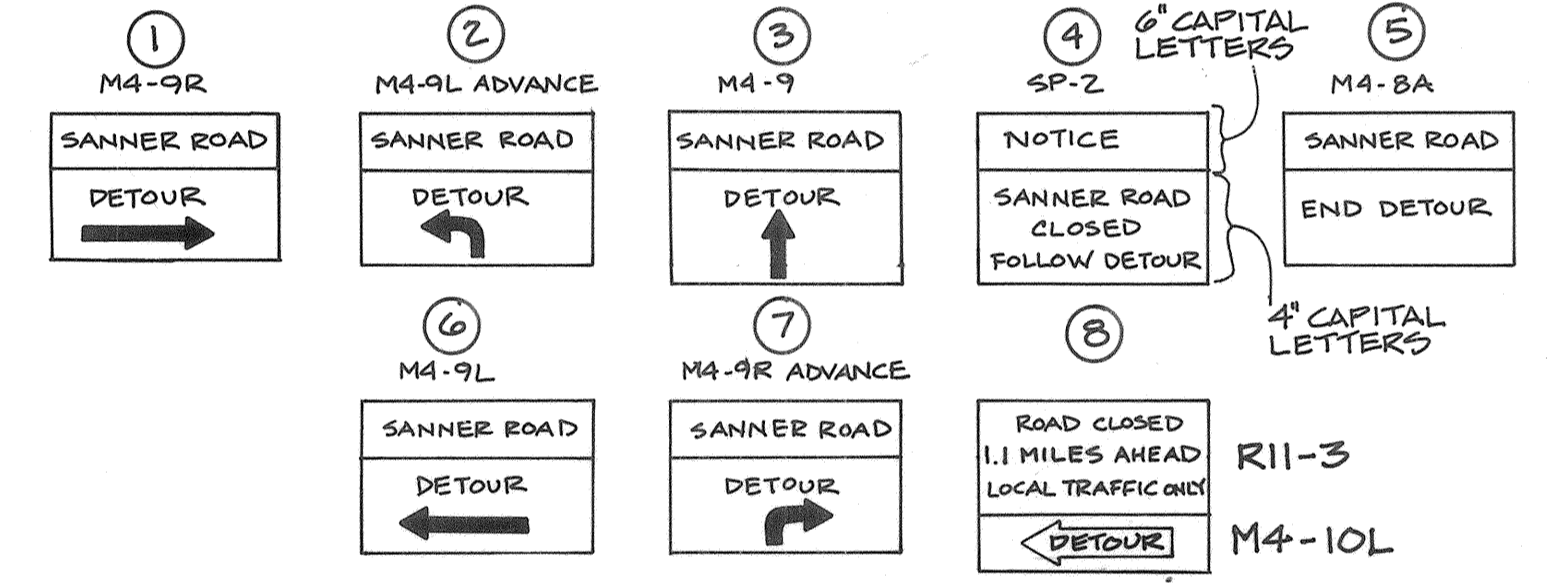 1
M4-9R
SANNER ROAD
DETOUR
2
M4-9L ADVANCE
SANNER ROAD
DETOUR
3
M4-9
SANNER ROAD
DETOUR
4
SP-2
6" CAPITAL
LETTERS
NOTICE
SANNER ROAD
CLOSED
FOLLOW DETOUR
4" CAPITAL
LETTERS
5
M4-8A
SANNER ROAD
END DETOUR
6
M4-9L
SANNER ROAD
DETOUR
7
M4-9R ADVANCE
SANNER ROAD
DETOUR
8
ROAD CLOSED
1.1 MILES AHEAD
LOCAL TRAFFIC ONLY
R11-3
DETOUR
M4-10L